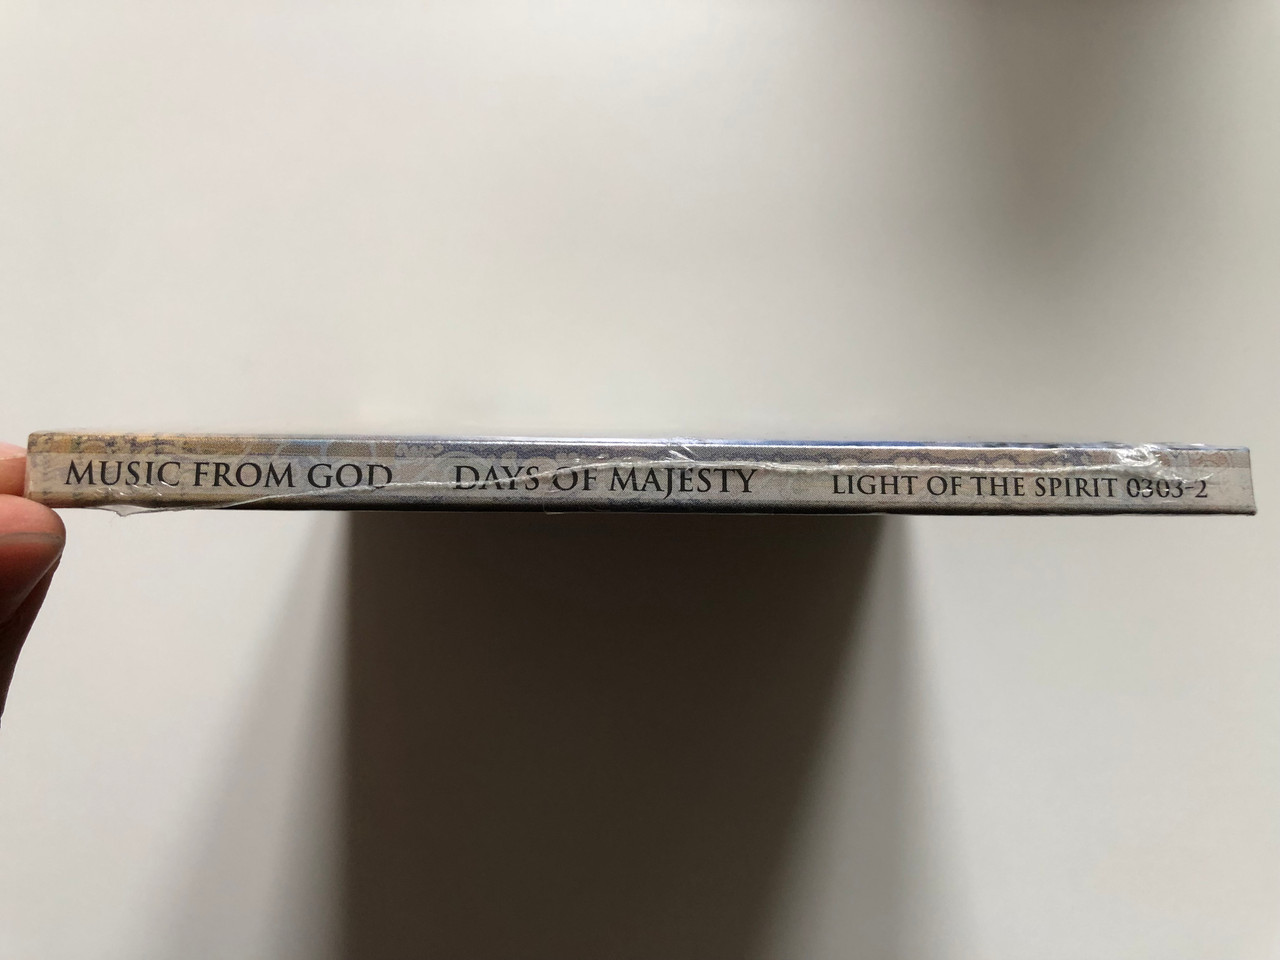 MUSIC FROM GOD DAYS OF MAJESTY LIGHT OF THE SPIRIT 0303-2